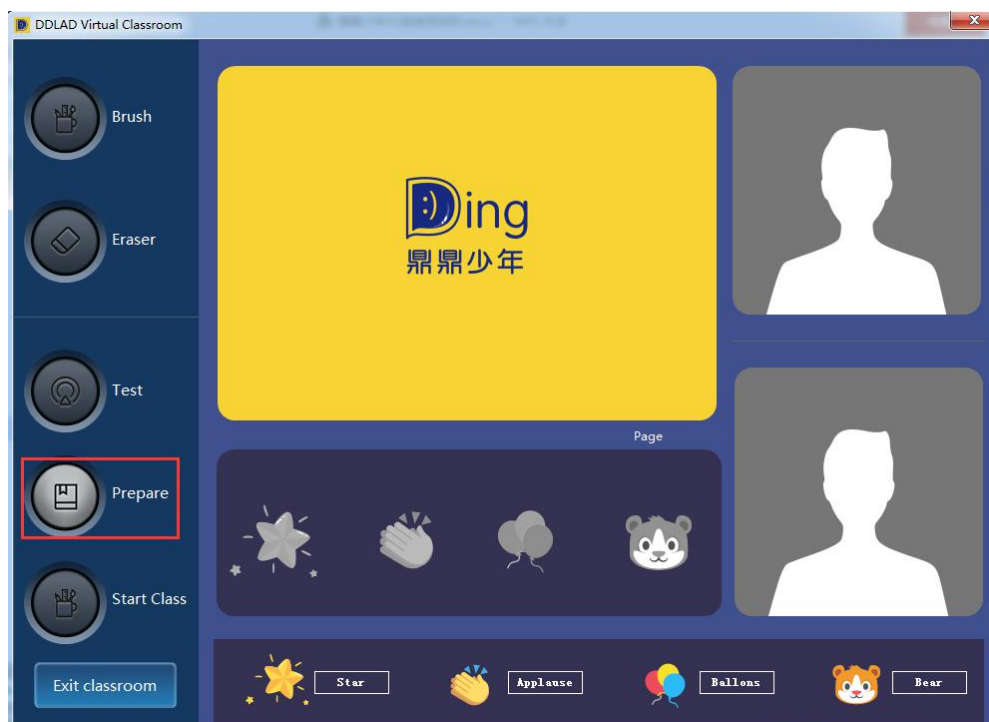 DDLAD Virtual Classroom
Brush
Eraser
Test
Prepare
Start Class
Exit classroom
Ding
鼎鼎少年
Page
Star
Applause
Ballons
Bear